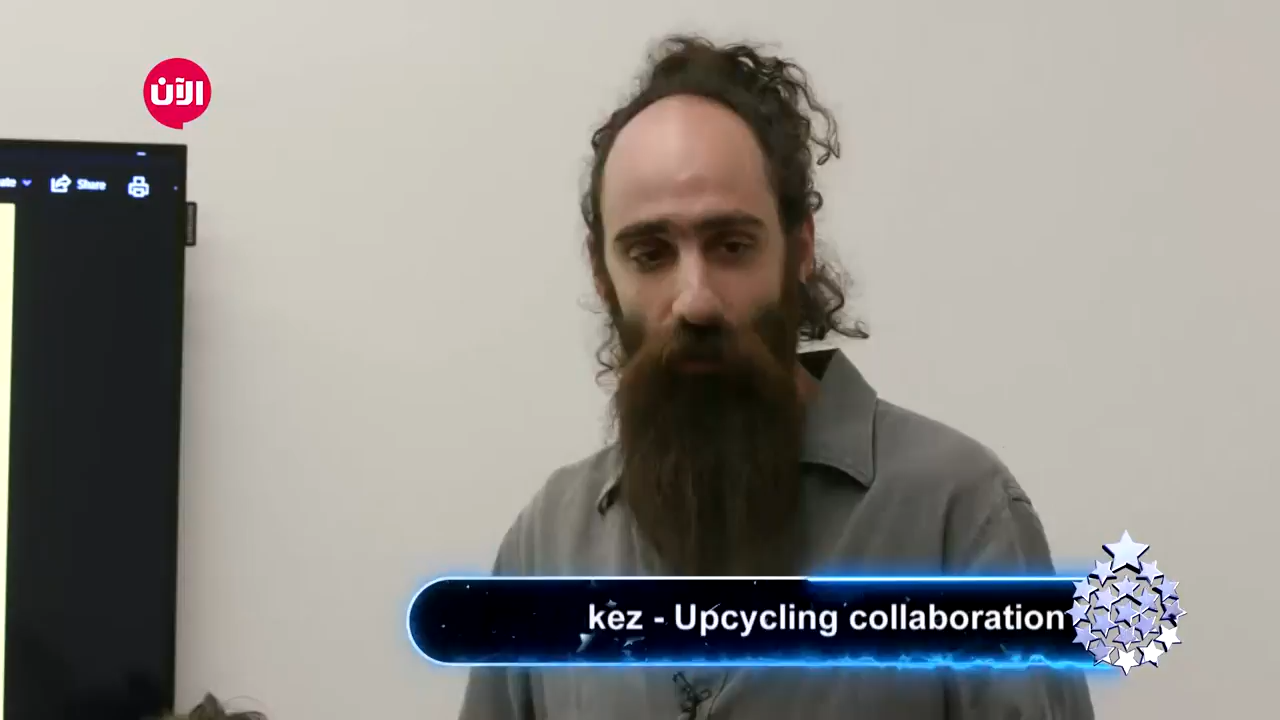 الآن
Share
kez - Upcycling collaboration